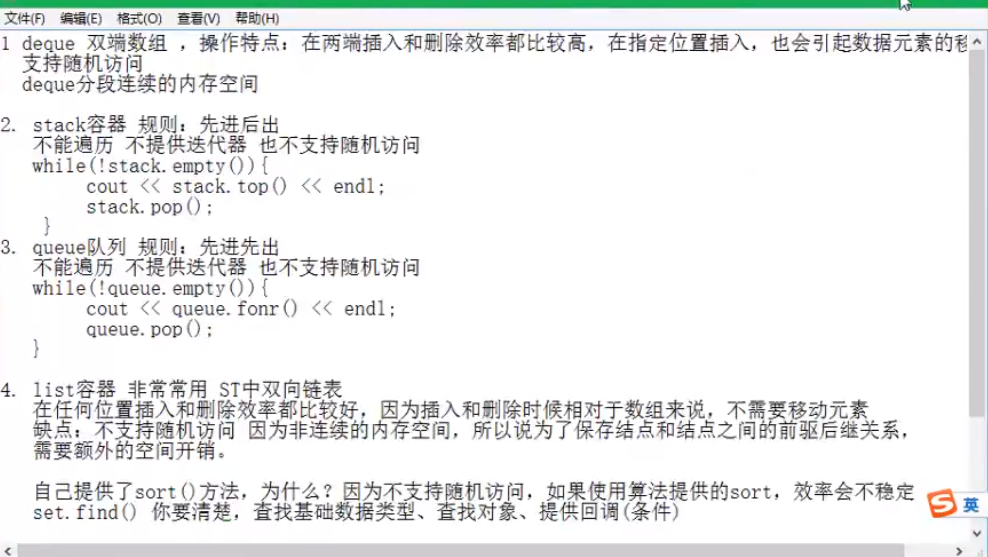 文件(F) 编辑(E) 格式(O) 查看(V) 帮助(H)
1 deque 双端数组 ，操作特点：在两端插入和删除效率都比较高，在指定位置插入，也会引起数据元素的移
支持随机访问
deque分段连续的内存空间
2. stack容器 规则：先进后出
不能遍历 不提供迭代器 也不支持随机访问
while(!stack.empty()){
cout << stack.top() << endl;
stack.pop();
}
3. queue队列 规则：先进先出
不能遍历 不提供迭代器 也不支持随机访问
while(!queue.empty()){
cout << queue.fonr() << endl;
queue.pop();
}
4. list容器 非常常用 ST中双向链表
在任何位置插入和删除效率都比较好，因为插入和删除时候相对于数组来说，不需要移动元素
缺点：不支持随机访问 因为非连续的内存空间，所以说为了保存结点和结点之间的前驱后继关系，
需要额外的空间开销。
自己提供了sort()方法，为什么？因为不支持随机访问，如果使用算法提供的sort，效率会不稳定
set.find() 你要清楚，查找基础数据类型、查找对象、提供回调(条件)
S 英